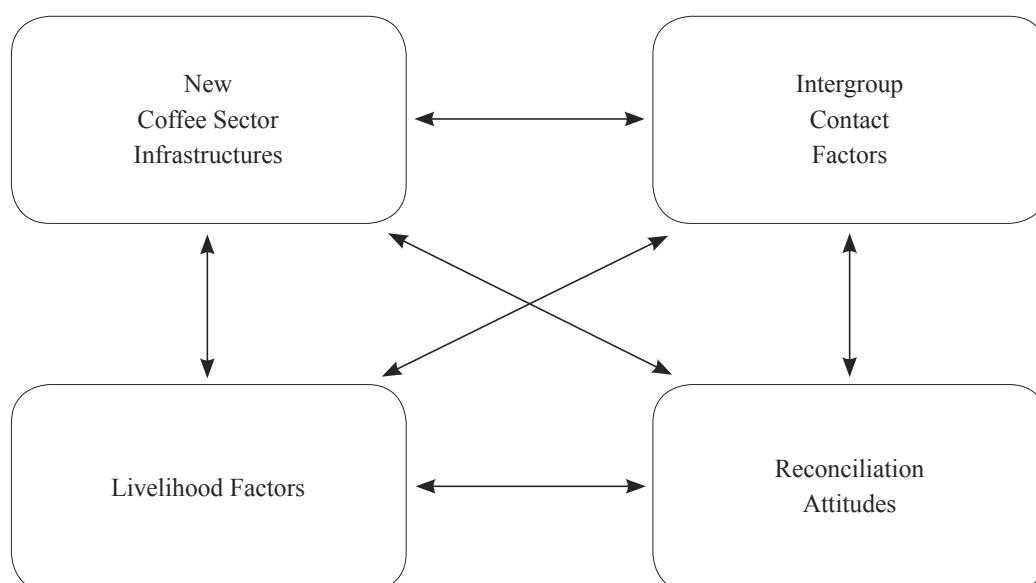 New
Coffee Sector
Infrastructures
Intergroup
Contact
Factors
Livelihood Factors
Reconciliation
Attitudes